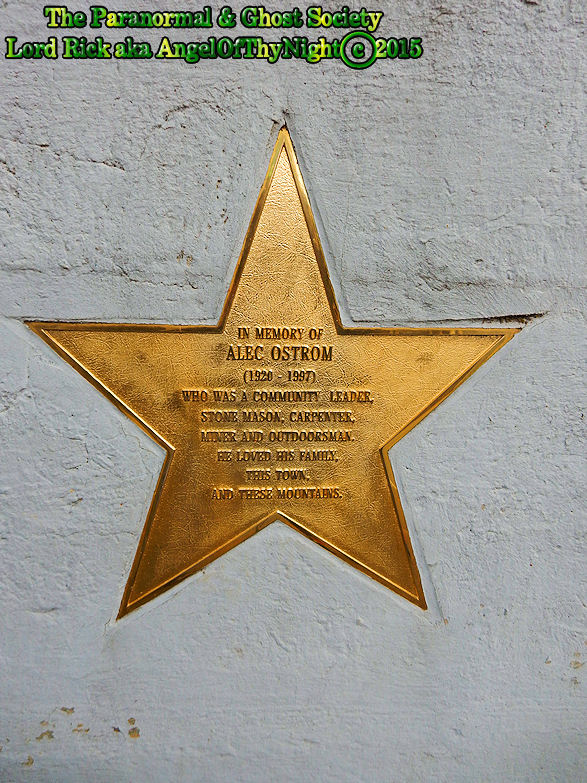 The Paranormal & Ghost Society
Lord Rick aka AngelOfThyNight©2015
IN MEMORY OF
ALEC OSTROM
(1920 - 1997)
WHO WAS A COMMUNITY LEADER,
STONE MASON, CARPENTER,
MINER AND OUTDOORSMAN.
HE LOVED HIS FAMILY,
THIS TOWN,
AND THESE MOUNTAINS.